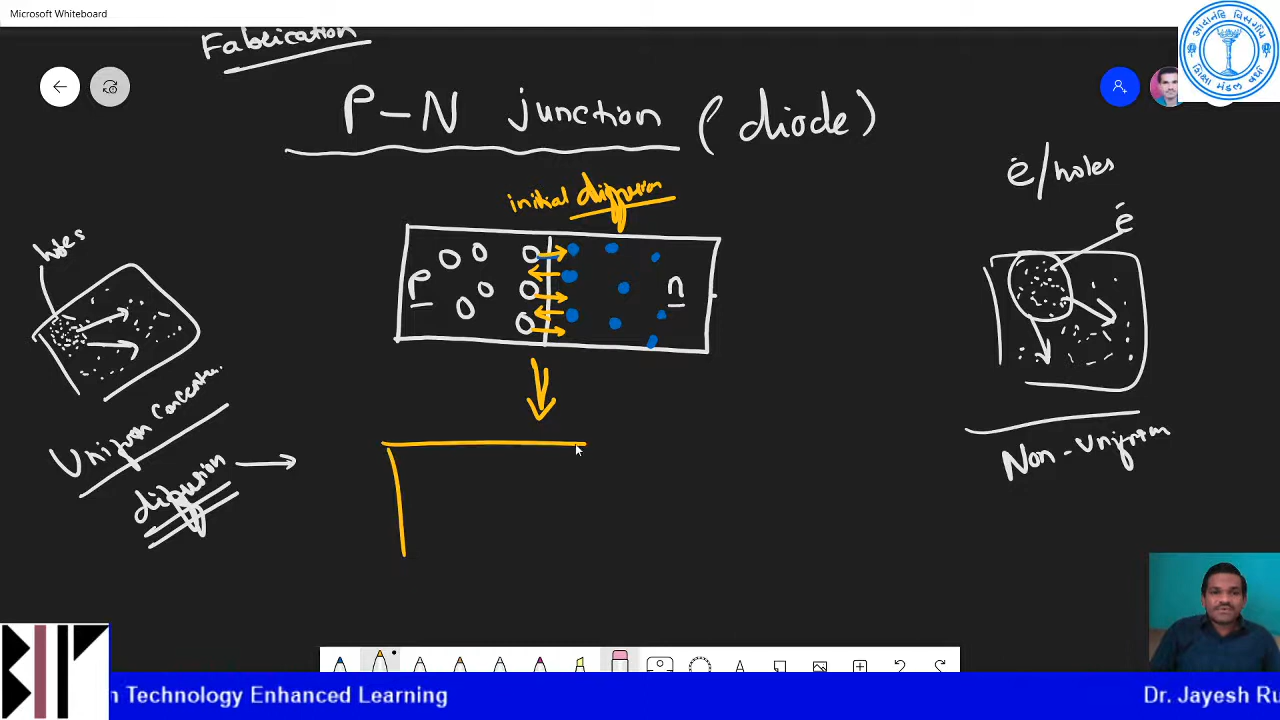 Microsoft Whiteboard
Fabrication
P-N junction (diode)
initial diffusion
p
n
holes
Uniform Concentra.
diffusion
ē/holes
ē
Non-Uniform
n Technology Enhanced Learning
Dr. Jayesh Ru